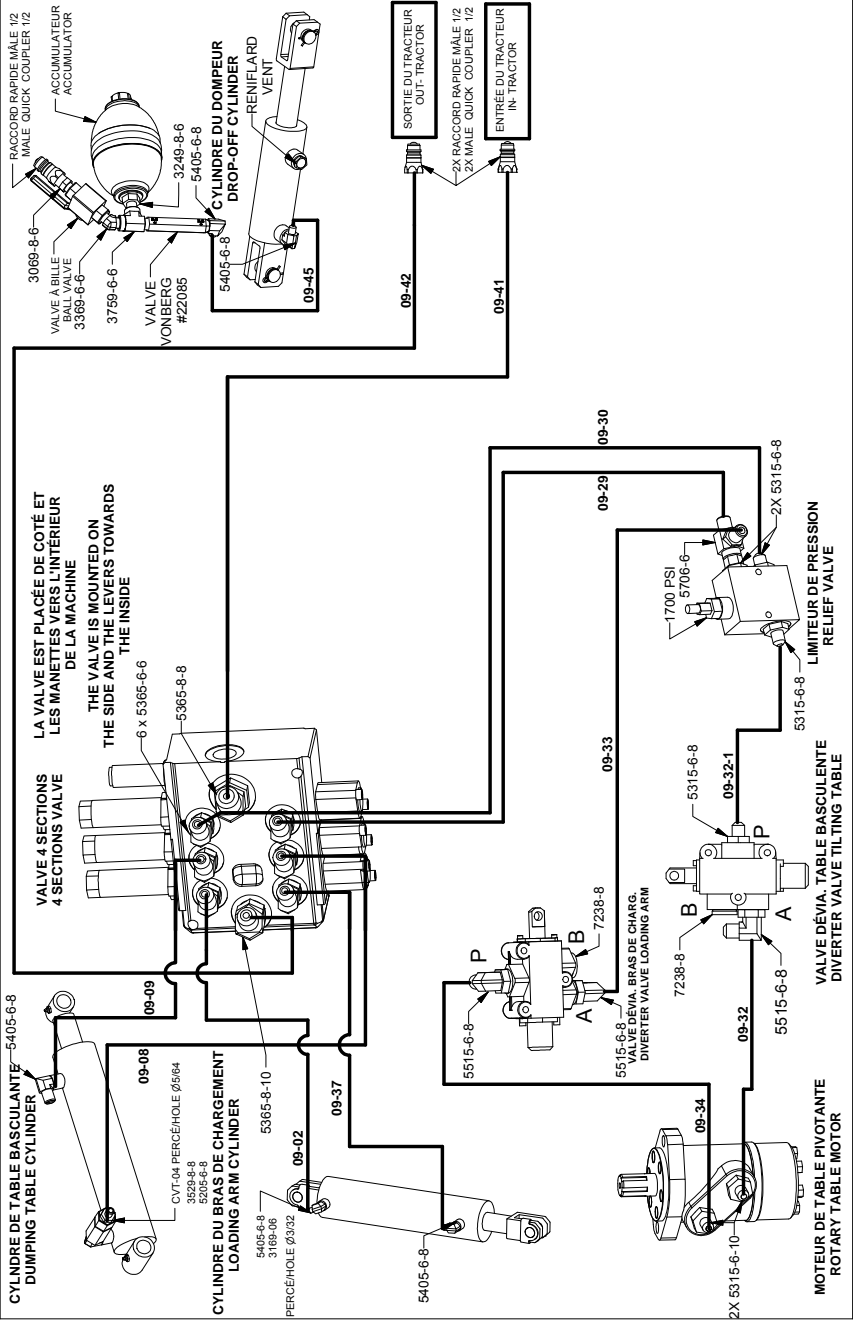 CYLINDRE DE TABLE BASCULANTE
DUMPING TABLE CYLINDER
5405-6-8
09-09
09-08
CVT-04 PERCÉ/HOLE Ø5/64
3529-8-8
5205-6-8
CYLINDRE DU BRAS DE CHARGEMENT
LOADING ARM CYLINDER
09-02
5405-6-8
3169-06
PERCÉ/HOLE Ø3/32
5365-8-10
09-37
5405-6-8
VALVE 4 SECTIONS
4 SECTIONS VALVE
LA VALVE EST PLACÉE DE COTÉ ET
LES MANETTES VERS L'INTÉRIEUR
DE LA MACHINE
THE VALVE IS MOUNTED ON
THE SIDE AND THE LEVERS TOWARDS
THE INSIDE
6 x 5365-6-6
5365-8-8
RACCORD RAPIDE MÂLE 1/2
MALE QUICK COUPLER 1/2
ACCUMULATEUR
ACCUMULATOR
3069-8-6
VALVE À BILLE
BALL VALVE
3369-6-6
3759-6-6
VALVE
VONBERG
#22085
3249-8-6
5405-6-8
CYLINDRE DU DOMPEUR
DROP-OFF CYLINDER
RENIFLARD
VENT
5405-6-8
09-45
09-42
SORTIE DU TRACTEUR
OUT- TRACTOR
2X RACCORD RAPIDE MÂLE 1/2
2X MALE QUICK COUPLER 1/2
ENTRÉE DU TRACTEUR
IN- TRACTOR
09-41
09-30
09-29
2X 5315-6-8
1700 PSI
5706-6
LIMITEUR DE PRESSION
RELIEF VALVE
5315-6-8
09-33
09-32-1
5315-6-8
P
B
A
7238-8
5515-6-8
VALVE DÉVIA. TABLE BASCULENTE
DIVERTER VALVE TILTING TABLE
P
B
A
5515-6-8
7238-8
5515-6-8
VALVE DÉVIA. BRAS DE CHARG.
DIVERTER VALVE LOADING ARM
09-32
09-34
2X 5315-6-10
MOTEUR DE TABLE PIVOTANTE
ROTARY TABLE MOTOR